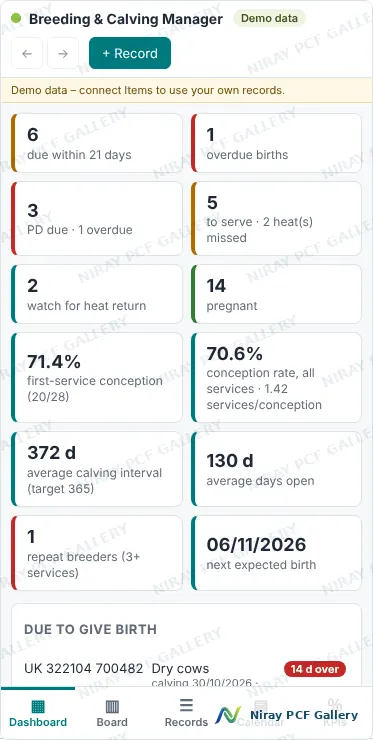 Breeding & Calving Manager Demo data
← → + Record
Demo data – connect Items to use your own records.
6
due within 21 days
1
overdue births
3
PD due · 1 overdue
5
to serve · 2 heat(s)
missed
2
watch for heat return
14
pregnant
71.4%
first-service conception
(20/28)
70.6%
conception rate, all
services · 1.42
services/conception
372 d
average calving interval
(target 365)
130 d
average days open
1
repeat breeders (3+
services)
06/11/2026
next expected birth
DUE TO GIVE BIRTH
UK 322104 700482 Dry cows 14 d over
calving 30/10/2026 ·
Dashboard Board Records Calendar KPIs
Niray PCF Gallery
NIRAY PCF GALLERY